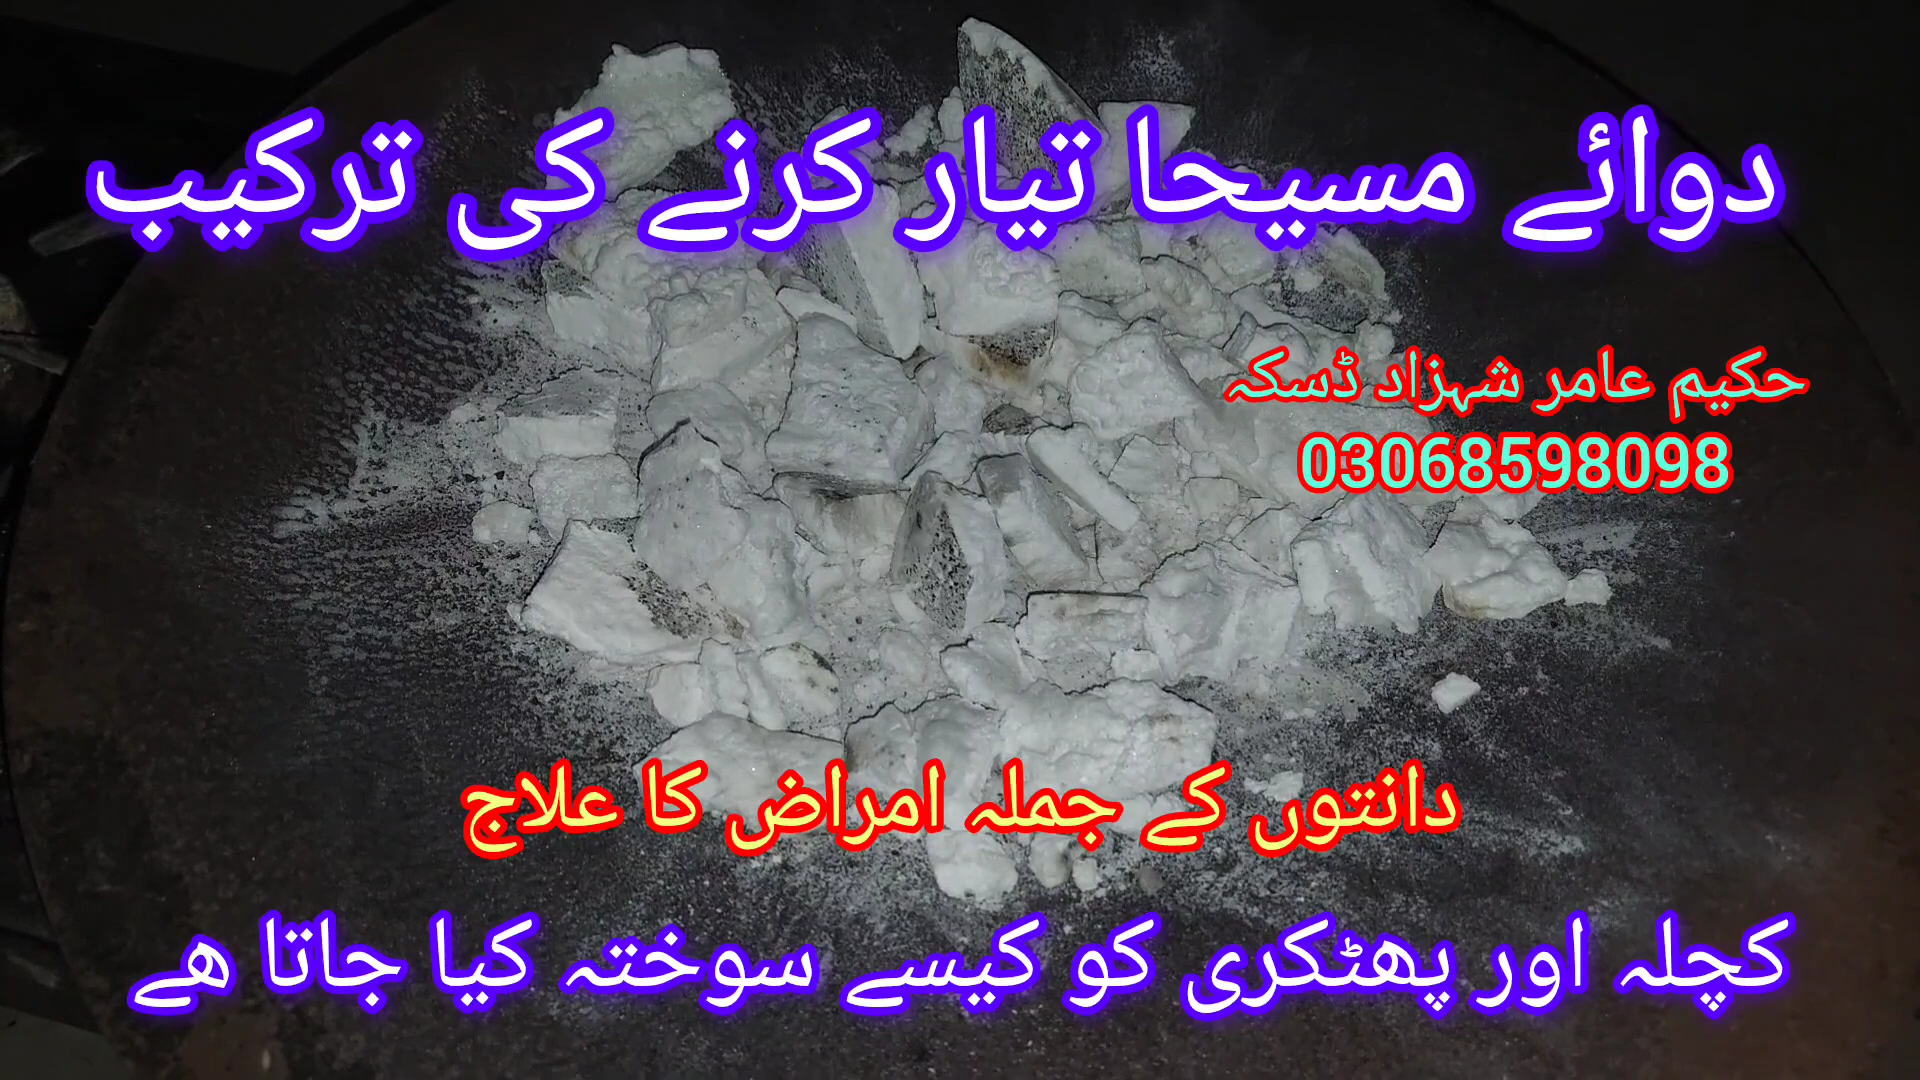 دوائے مسیحا تیار کرنے کی ترکیب
حکیم عامر شہزاد ڈسکہ
03068598098
دانتوں کے جملہ امراض کا علاج
کچلہ اور پھٹکری کو کیسے سوختہ کیا جاتا ھے